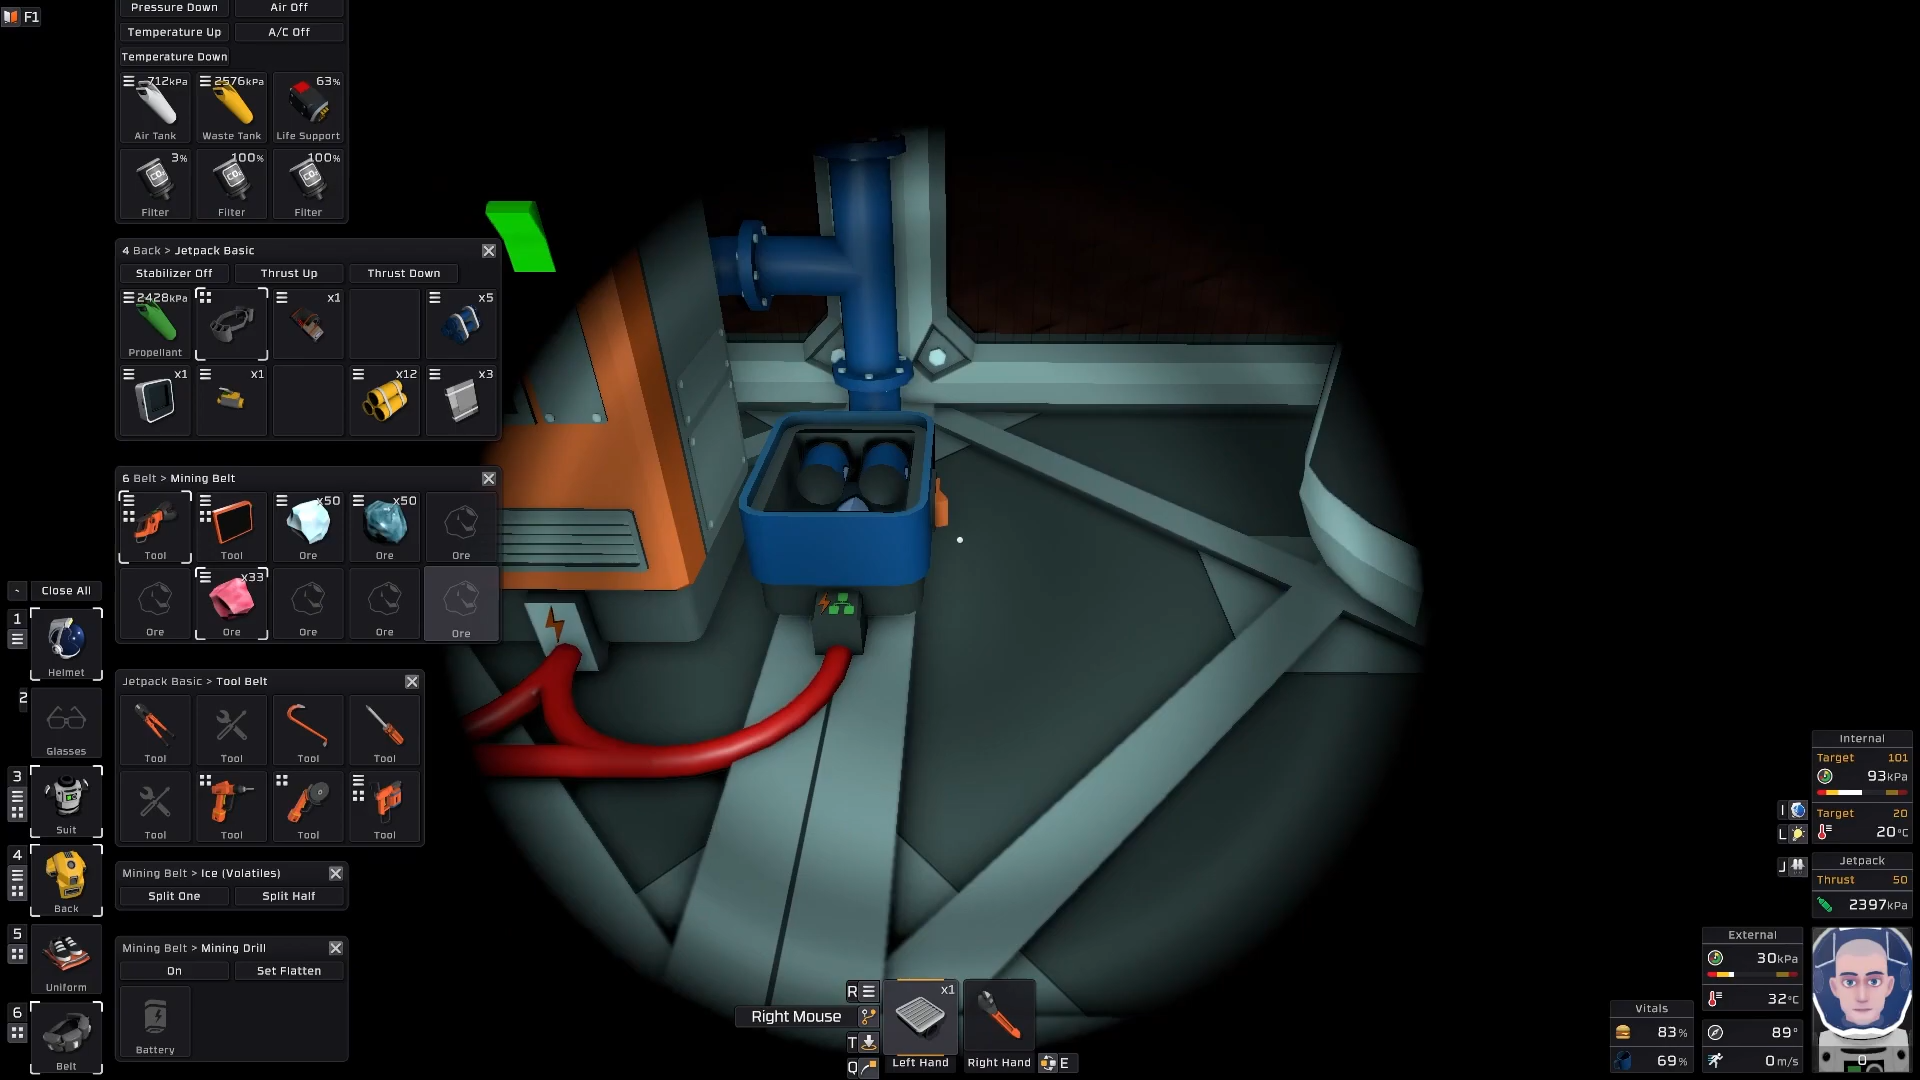 F1
Pressure Down Air Off
Temperature Up A/C Off
Temperature Down
712kPa 2576kPa 63%
Air Tank Waste Tank Life Support
3% 100% 100%
Filter Filter Filter
4 Back > Jetpack Basic
Stabilizer Off Thrust Up Thrust Down
2428kPa x1 x5
Propellant
x1 x1 x12 x3
6 Belt > Mining Belt
x50 x50
Tool Tool Ore Ore Ore
x33
Ore Ore Ore Ore Ore
~ Close All
1
Helmet
2
Glasses
3
Suit
4
Back
5
Uniform
6
Belt
Jetpack Basic > Tool Belt
Tool Tool Tool Tool
Tool Tool Tool Tool
Mining Belt > Ice (Volatiles)
Split One Split Half
Mining Belt > Mining Drill
On Set Flatten
Battery
R x1
Right Mouse
T
Q Left Hand Right Hand E
Internal
Target 101
93kPa
I Target 20
L 20°C
J Jetpack
Thrust 50
2397kPa
External
30kPa
32°C
Vitals
83% 89°
69% 0m/s
0